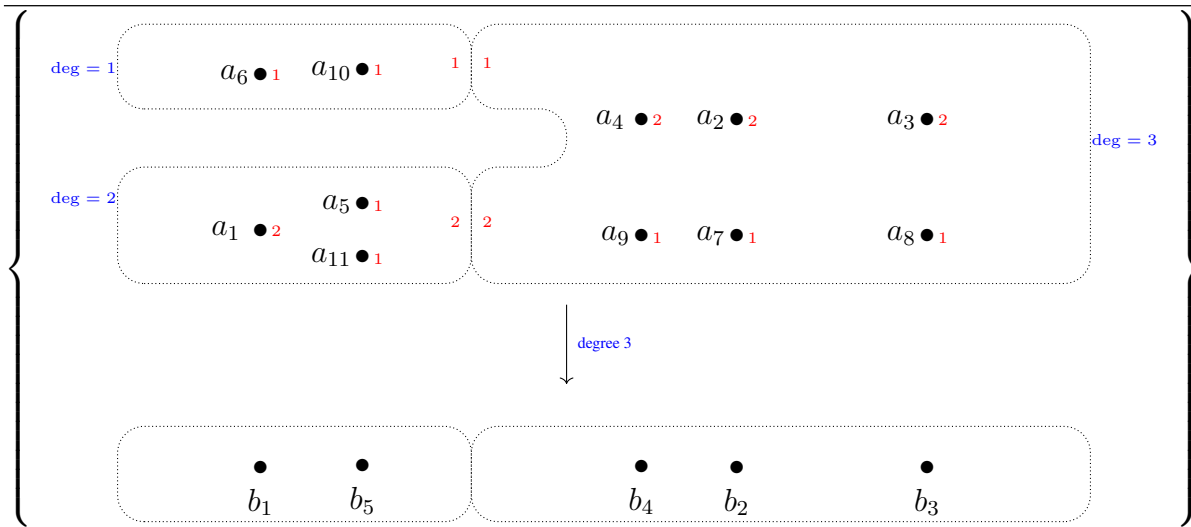 deg = 1
a₆ 1
a₁₀ 1
1 1
a₄ 2
a₂ 2
a₃ 2
deg = 3
deg = 2
a₅ 1
a₁ 2
2 2
a₁₁ 1
a₉ 1
a₇ 1
a₈ 1
degree 3
b₁ b₅ b₄ b₂ b₃